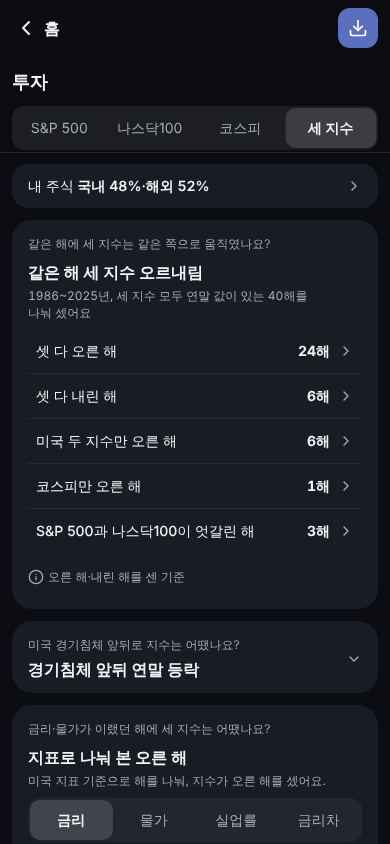 홈
투자
S&P 500 나스닥100 코스피 세 지수
내 주식 국내 48%·해외 52%
같은 해에 세 지수는 같은 쪽으로 움직였나요?
같은 해 세 지수 오르내림
1986~2025년, 세 지수 모두 연말 값이 있는 40해를
나눠 셌어요
셋 다 오른 해 24해
셋 다 내린 해 6해
미국 두 지수만 오른 해 6해
코스피만 오른 해 1해
S&P 500과 나스닥100이 엇갈린 해 3해
오른 해·내린 해를 센 기준
미국 경기침체 앞뒤로 지수는 어땠나요?
경기침체 앞뒤 연말 등락
금리·물가가 이랬던 해에 세 지수는 어땠나요?
지표로 나눠 본 오른 해
미국 지표 기준으로 해를 나눠, 지수가 오른 해를 셌어요.
금리 물가 실업률 금리차